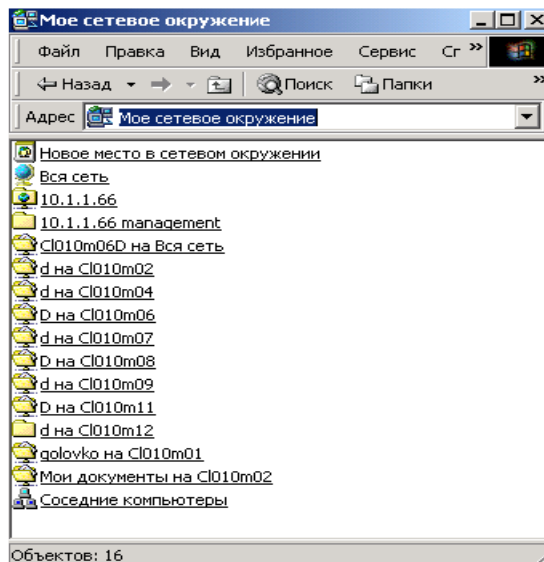 Мое сетевое окружение
Файл Правка Вид Избранное Сервис Сг »
Назад Поиск Папки »
Адрес Мое сетевое окружение
Новое место в сетевом окружении
Вся сеть
10.1.1.66
10.1.1.66 management
Cl010m06D на Вся сеть
d на Cl010m02
d на Cl010m04
D на Cl010m06
d на Cl010m07
D на Cl010m08
d на Cl010m09
D на Cl010m11
d на Cl010m12
golovko на Cl010m01
Мои документы на Cl010m02
Соседние компьютеры
Объектов: 16